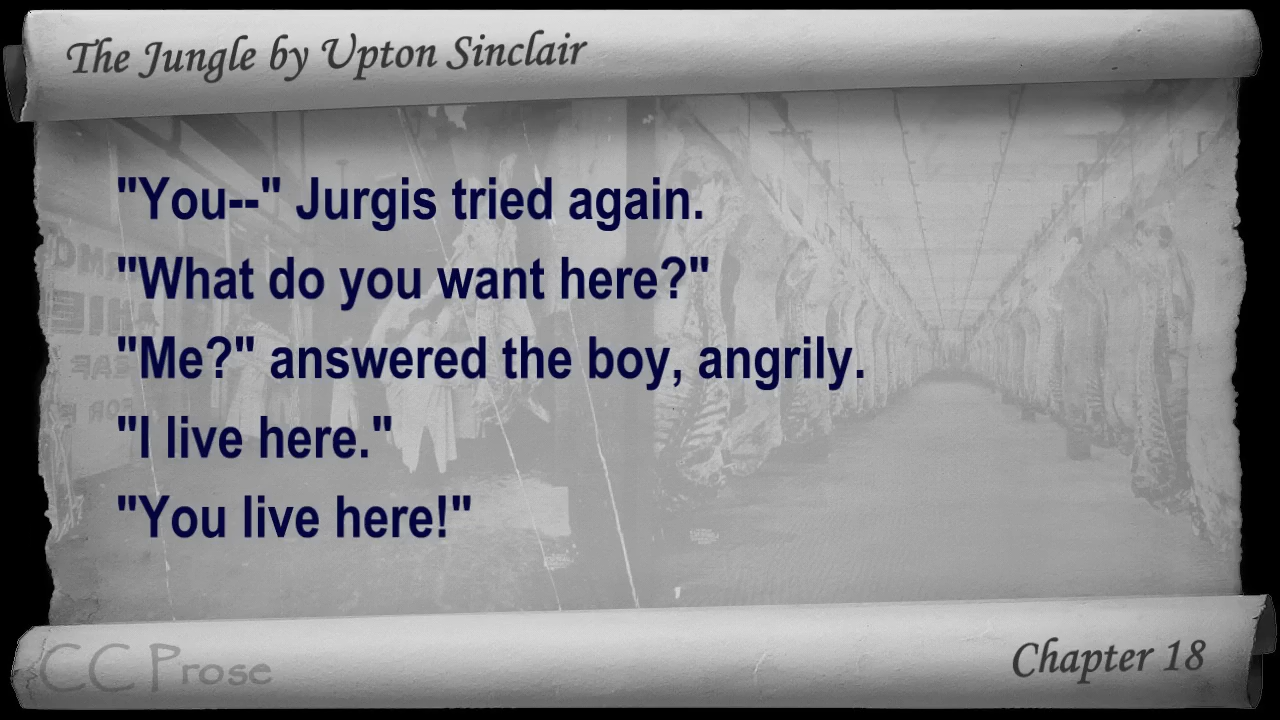 The Jungle by Upton Sinclair
"You--" Jurgis tried again.
"What do you want here?"
"Me?" answered the boy, angrily.
"I live here."
"You live here!"
CC Prose
Chapter 18